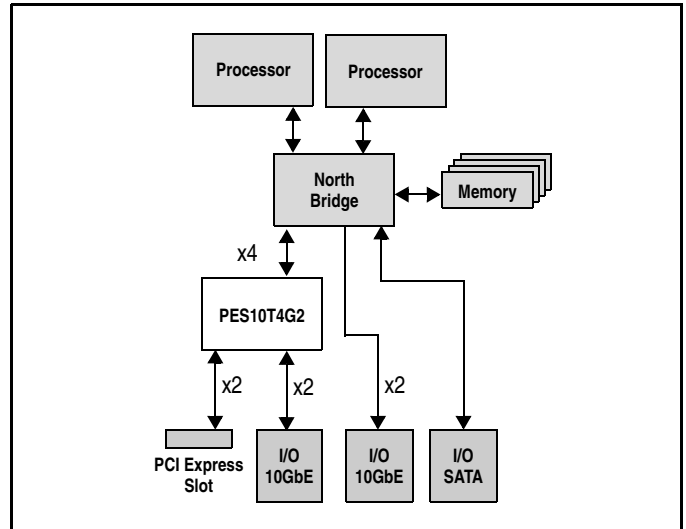 Processor
Processor
North
Bridge
Memory
x4
PES10T4G2
x2
x2
x2
PCI Express
Slot
I/O
10GbE
I/O
10GbE
I/O
SATA